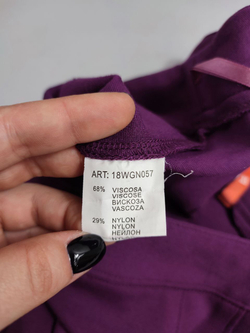 ART: 18WGN057
68% VISCOSA
VISCOSE
ВИСКОЗА
VASCOZA
29% NYLON
NYLON
НЕЙЛОН